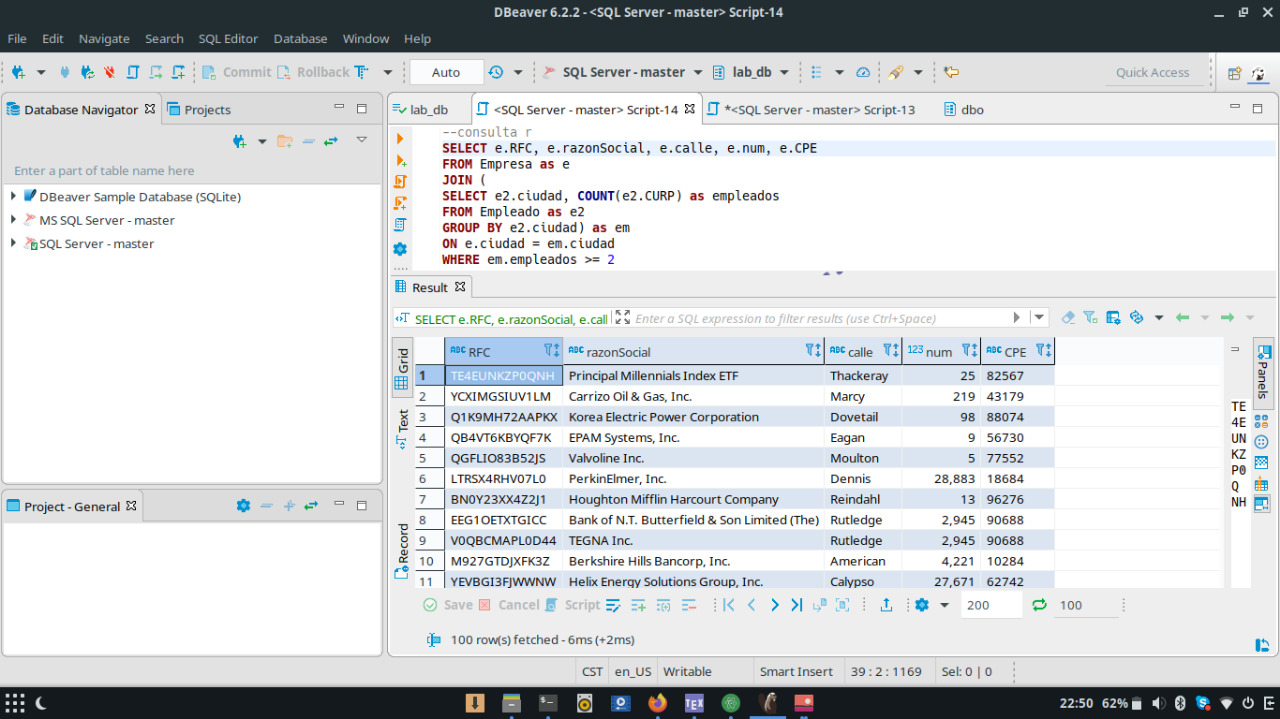 DBeaver 6.2.2 - <SQL Server - master> Script-14
File Edit Navigate Search SQL Editor Database Window Help
Commit Rollback Auto SQL Server - master lab_db Quick Access
Database Navigator Projects
Enter a part of table name here
DBeaver Sample Database (SQLite)
MS SQL Server - master
SQL Server - master
Project - General
lab_db <SQL Server - master> Script-14 *<SQL Server - master> Script-13 dbo
--consulta r
SELECT e.RFC, e.razonSocial, e.calle, e.num, e.CPE
FROM Empresa as e
JOIN (
SELECT e2.ciudad, COUNT(e2.CURP) as empleados
FROM Empleado as e2
GROUP BY e2.ciudad) as em
ON e.ciudad = em.ciudad
WHERE em.empleados >= 2
Result
SELECT e.RFC, e.razonSocial, e.call Enter a SQL expression to filter results (use Ctrl+Space)
Grid
Text
Record
ABC RFC ABC razonSocial ABC calle 123 num ABC CPE
1 TE4EUNKZP0QNH Principal Millennials Index ETF Thackeray 25 82567
2 YCXIMGSIUV1LM Carrizo Oil & Gas, Inc. Marcy 219 43179
3 Q1K9MH72AAPKX Korea Electric Power Corporation Dovetail 98 88074
4 QB4VT6KBYQF7K EPAM Systems, Inc. Eagan 9 56730
5 QGFLIO83B52JS Valvoline Inc. Moulton 5 77552
6 LTRSX4RHV07L0 PerkinElmer, Inc. Dennis 28,883 18684
7 BN0Y23XX4Z2J1 Houghton Mifflin Harcourt Company Reindahl 13 96276
8 EEG1OETXTGICC Bank of N.T. Butterfield & Son Limited (The) Rutledge 2,945 90688
9 V0QBCMAPL0D44 TEGNA Inc. Rutledge 2,945 90688
10 M927GTDJXFK3Z Berkshire Hills Bancorp, Inc. American 4,221 10284
11 YEVBGI3FJWWNW Helix Energy Solutions Group, Inc. Calypso 27,671 62742
Panels
TE
4E
UN
KZ
P0
Q
NH
Save Cancel Script 200 100
100 row(s) fetched - 6ms (+2ms)
CST en_US Writable Smart Insert 39 : 2 : 1169 Sel: 0 | 0
TEX 22:50 62%